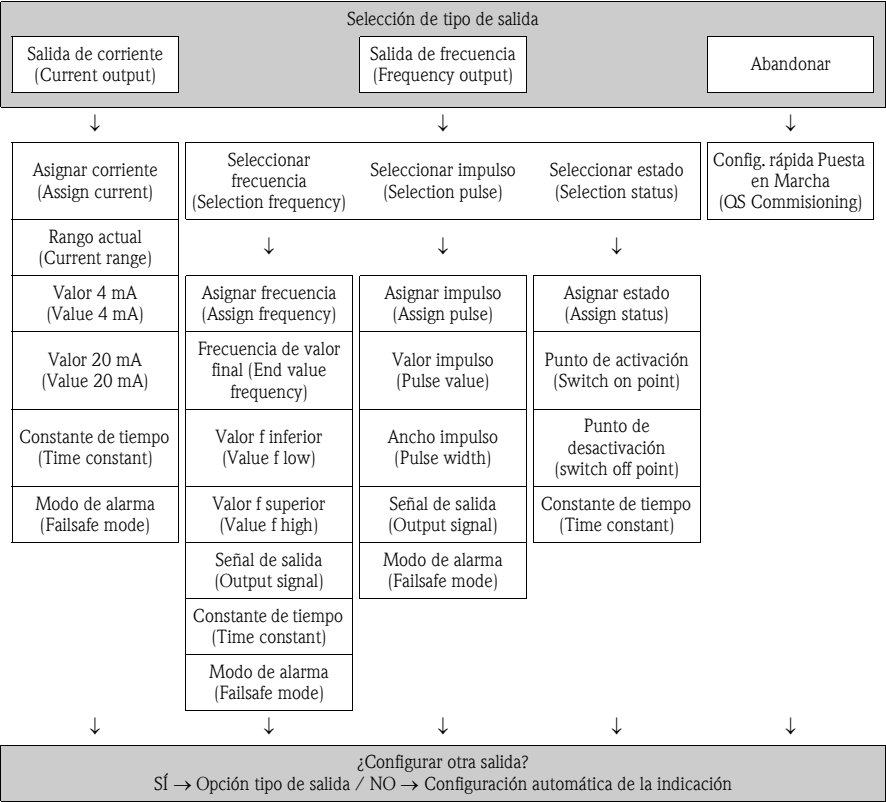 Selección de tipo de salida
Salida de corriente
(Current output)
Salida de frecuencia
(Frequency output)
Abandonar
↓ ↓ ↓
Asignar corriente
(Assign current)
Seleccionar
frecuencia
(Selection frequency)
Seleccionar impulso
(Selection pulse)
Seleccionar estado
(Selection status)
Config. rápida Puesta
en Marcha
(QS Commisioning)
Rango actual
(Current range)
↓ ↓ ↓
Valor 4 mA
(Value 4 mA)
Asignar frecuencia
(Assign frequency)
Asignar impulso
(Assign pulse)
Asignar estado
(Assign status)
Valor 20 mA
(Value 20 mA)
Frecuencia de valor
final (End value
frequency)
Valor impulso
(Pulse value)
Punto de activación
(Switch on point)
Constante de tiempo
(Time constant)
Valor f inferior
(Value f low)
Ancho impulso
(Pulse width)
Punto de
desactivación
(switch off point)
Modo de alarma
(Failsafe mode)
Valor f superior
(Value f high)
Señal de salida
(Output signal)
Constante de tiempo
(Time constant)
Señal de salida
(Output signal)
Modo de alarma
(Failsafe mode)
Constante de tiempo
(Time constant)
Modo de alarma
(Failsafe mode)
↓ ↓ ↓ ↓ ↓
¿Configurar otra salida?
SÍ → Opción tipo de salida / NO → Configuración automática de la indicación